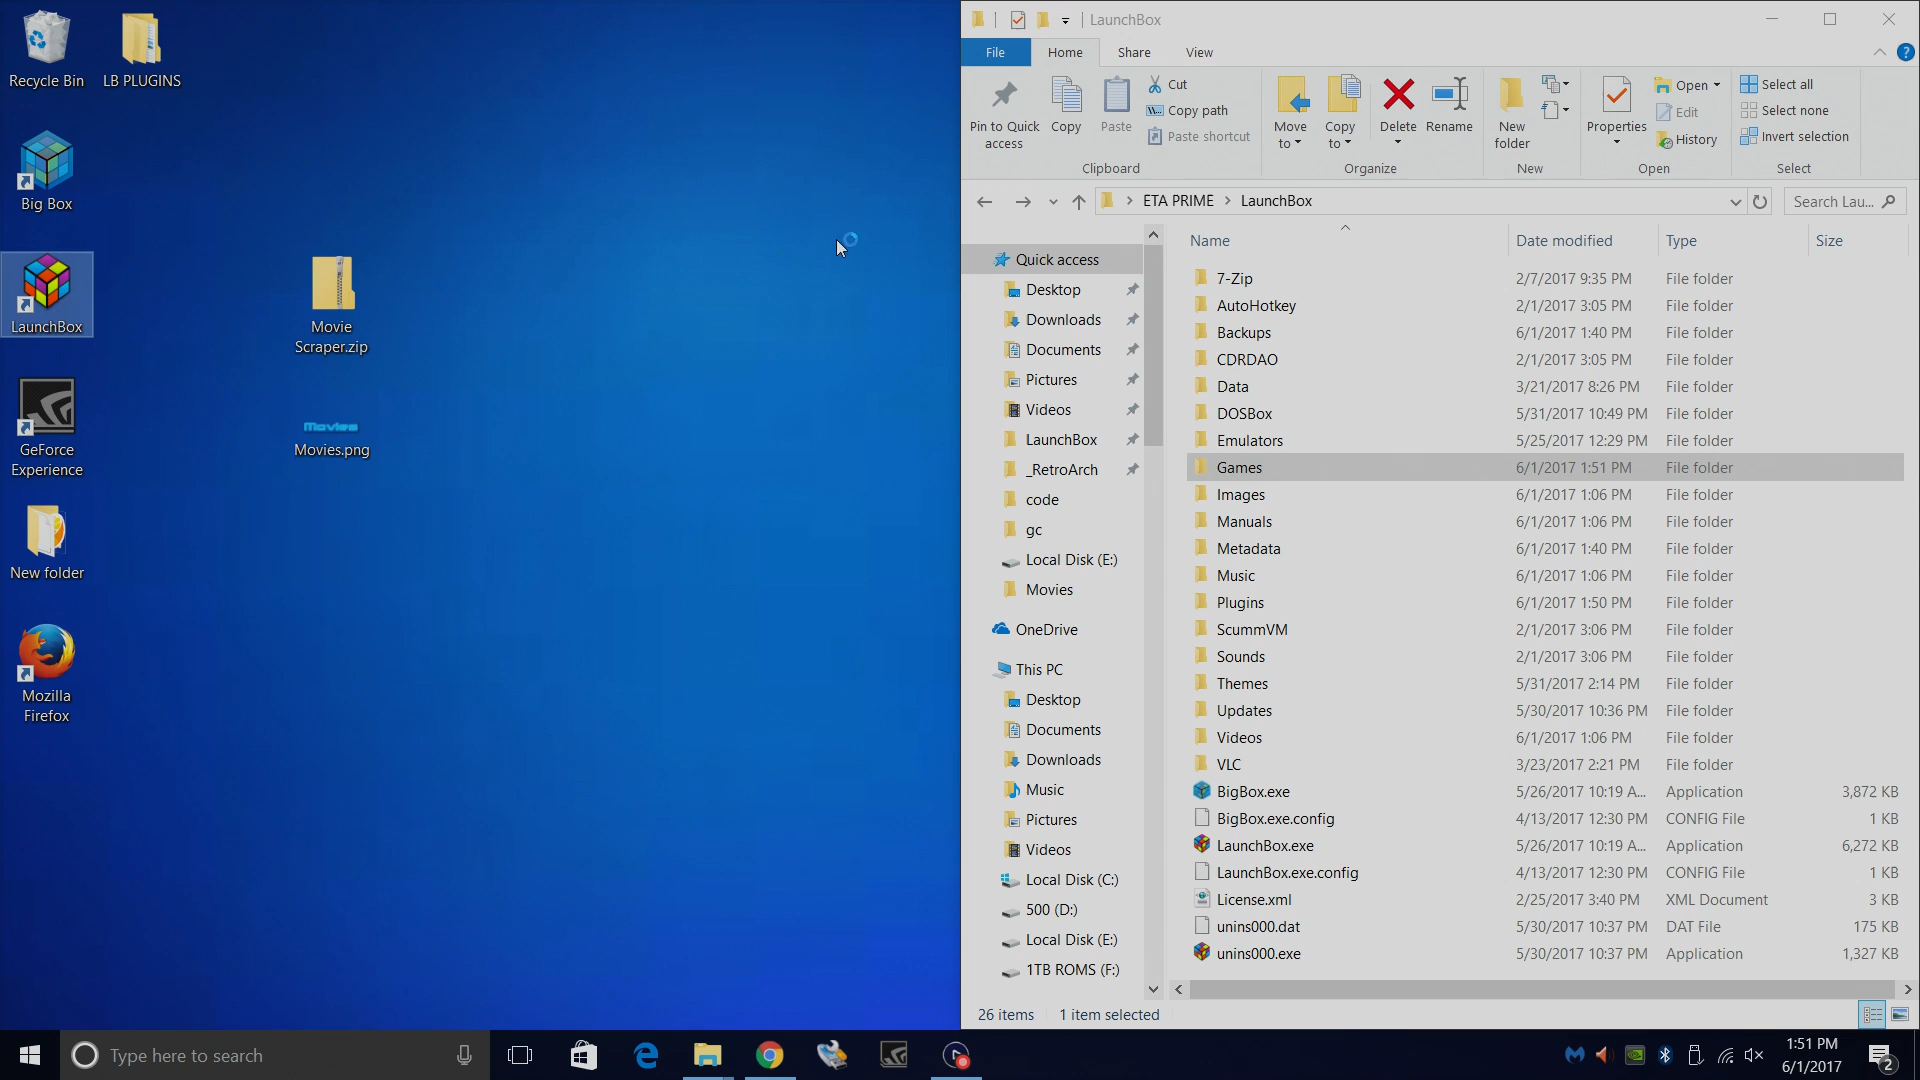 Recycle Bin
LB PLUGINS
Big Box
LaunchBox
Movie
Scraper.zip
Movies
Movies.png
GeForce
Experience
New folder
Mozilla
Firefox
LaunchBox
File
Home
Share
View
Pin to Quick
access
Copy
Paste
Cut
Copy path
Paste shortcut
Clipboard
Move
to
Copy
to
Delete
Rename
Organize
New
folder
New
Properties
Open
Edit
History
Open
Select all
Select none
Invert selection
Select
ETA PRIME > LaunchBox
Search Lau...
Quick access
Desktop
Downloads
Documents
Pictures
Videos
LaunchBox
_RetroArch
code
gc
Local Disk (E:)
Movies
OneDrive
This PC
Desktop
Documents
Downloads
Music
Pictures
Videos
Local Disk (C:)
500 (D:)
Local Disk (E:)
1TB ROMS (F:)
Name Date modified Type Size
7-Zip 2/7/2017 9:35 PM File folder
AutoHotkey 2/1/2017 3:05 PM File folder
Backups 6/1/2017 1:40 PM File folder
CDRDAO 2/1/2017 3:05 PM File folder
Data 3/21/2017 8:26 PM File folder
DOSBox 5/31/2017 10:49 PM File folder
Emulators 5/25/2017 12:29 PM File folder
Games 6/1/2017 1:51 PM File folder
Images 6/1/2017 1:06 PM File folder
Manuals 6/1/2017 1:06 PM File folder
Metadata 6/1/2017 1:40 PM File folder
Music 6/1/2017 1:06 PM File folder
Plugins 6/1/2017 1:50 PM File folder
ScummVM 2/1/2017 3:06 PM File folder
Sounds 2/1/2017 3:06 PM File folder
Themes 5/31/2017 2:14 PM File folder
Updates 5/30/2017 10:36 PM File folder
Videos 6/1/2017 1:06 PM File folder
VLC 3/23/2017 2:21 PM File folder
BigBox.exe 5/26/2017 10:19 A... Application 3,872 KB
BigBox.exe.config 4/13/2017 12:30 PM CONFIG File 1 KB
LaunchBox.exe 5/26/2017 10:19 A... Application 6,272 KB
LaunchBox.exe.config 4/13/2017 12:30 PM CONFIG File 1 KB
License.xml 2/25/2017 3:40 PM XML Document 3 KB
unins000.dat 5/30/2017 10:37 PM DAT File 175 KB
unins000.exe 5/30/2017 10:37 PM Application 1,327 KB
26 items 1 item selected
Type here to search
1:51 PM
6/1/2017
2